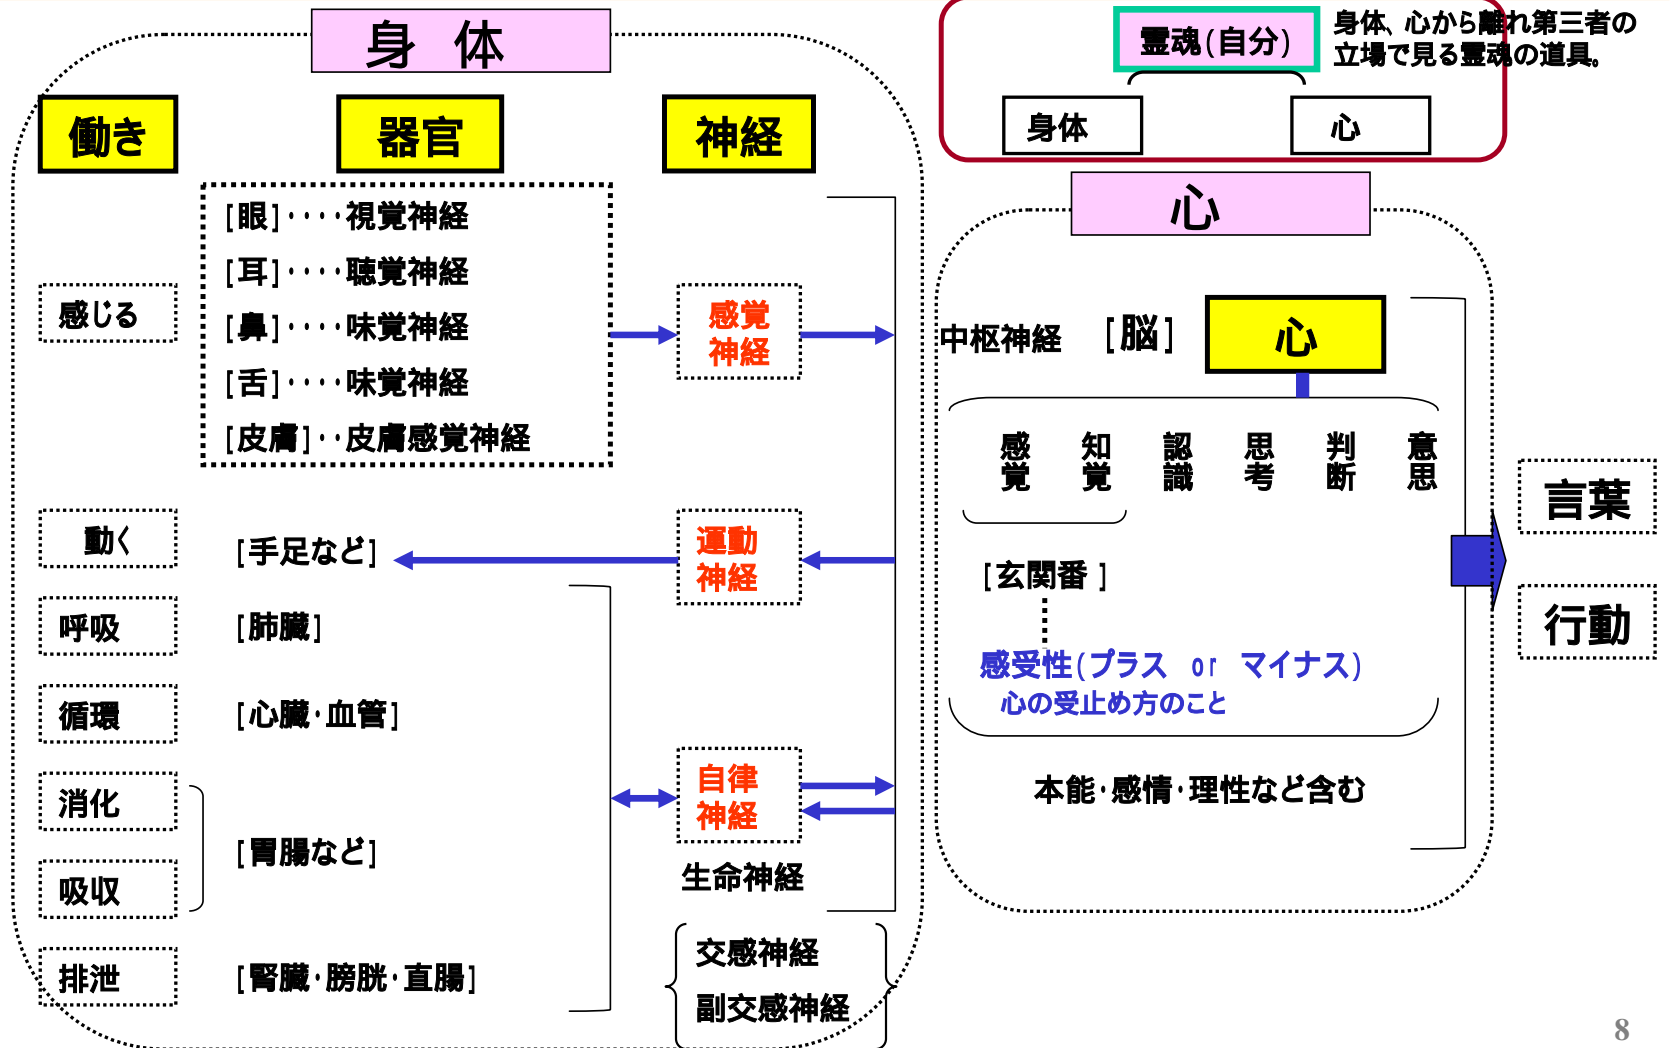 身 体
霊魂(自分)
身体、心から離れ第三者の
立場で見る霊魂の道具。
身体
心
働き
器官
神経
[眼]・・・・視覚神経
[耳]・・・・聴覚神経
[鼻]・・・・味覚神経
[舌]・・・・味覚神経
[皮膚]・・皮膚感覚神経
感じる
感覚
神経
動く
[手足など]
運動
神経
呼吸
[肺臓]
循環
[心臓・血管]
消化
吸収
[胃腸など]
自律
神経
生命神経
排泄
[腎臓・膀胱・直腸]
交感神経
副交感神経
心
中枢神経 [脳]
心
感覚
知覚
認識
思考
判断
意思
[玄関番 ]
感受性(プラス or マイナス)
心の受止め方のこと
本能・感情・理性など含む
言葉
行動
8